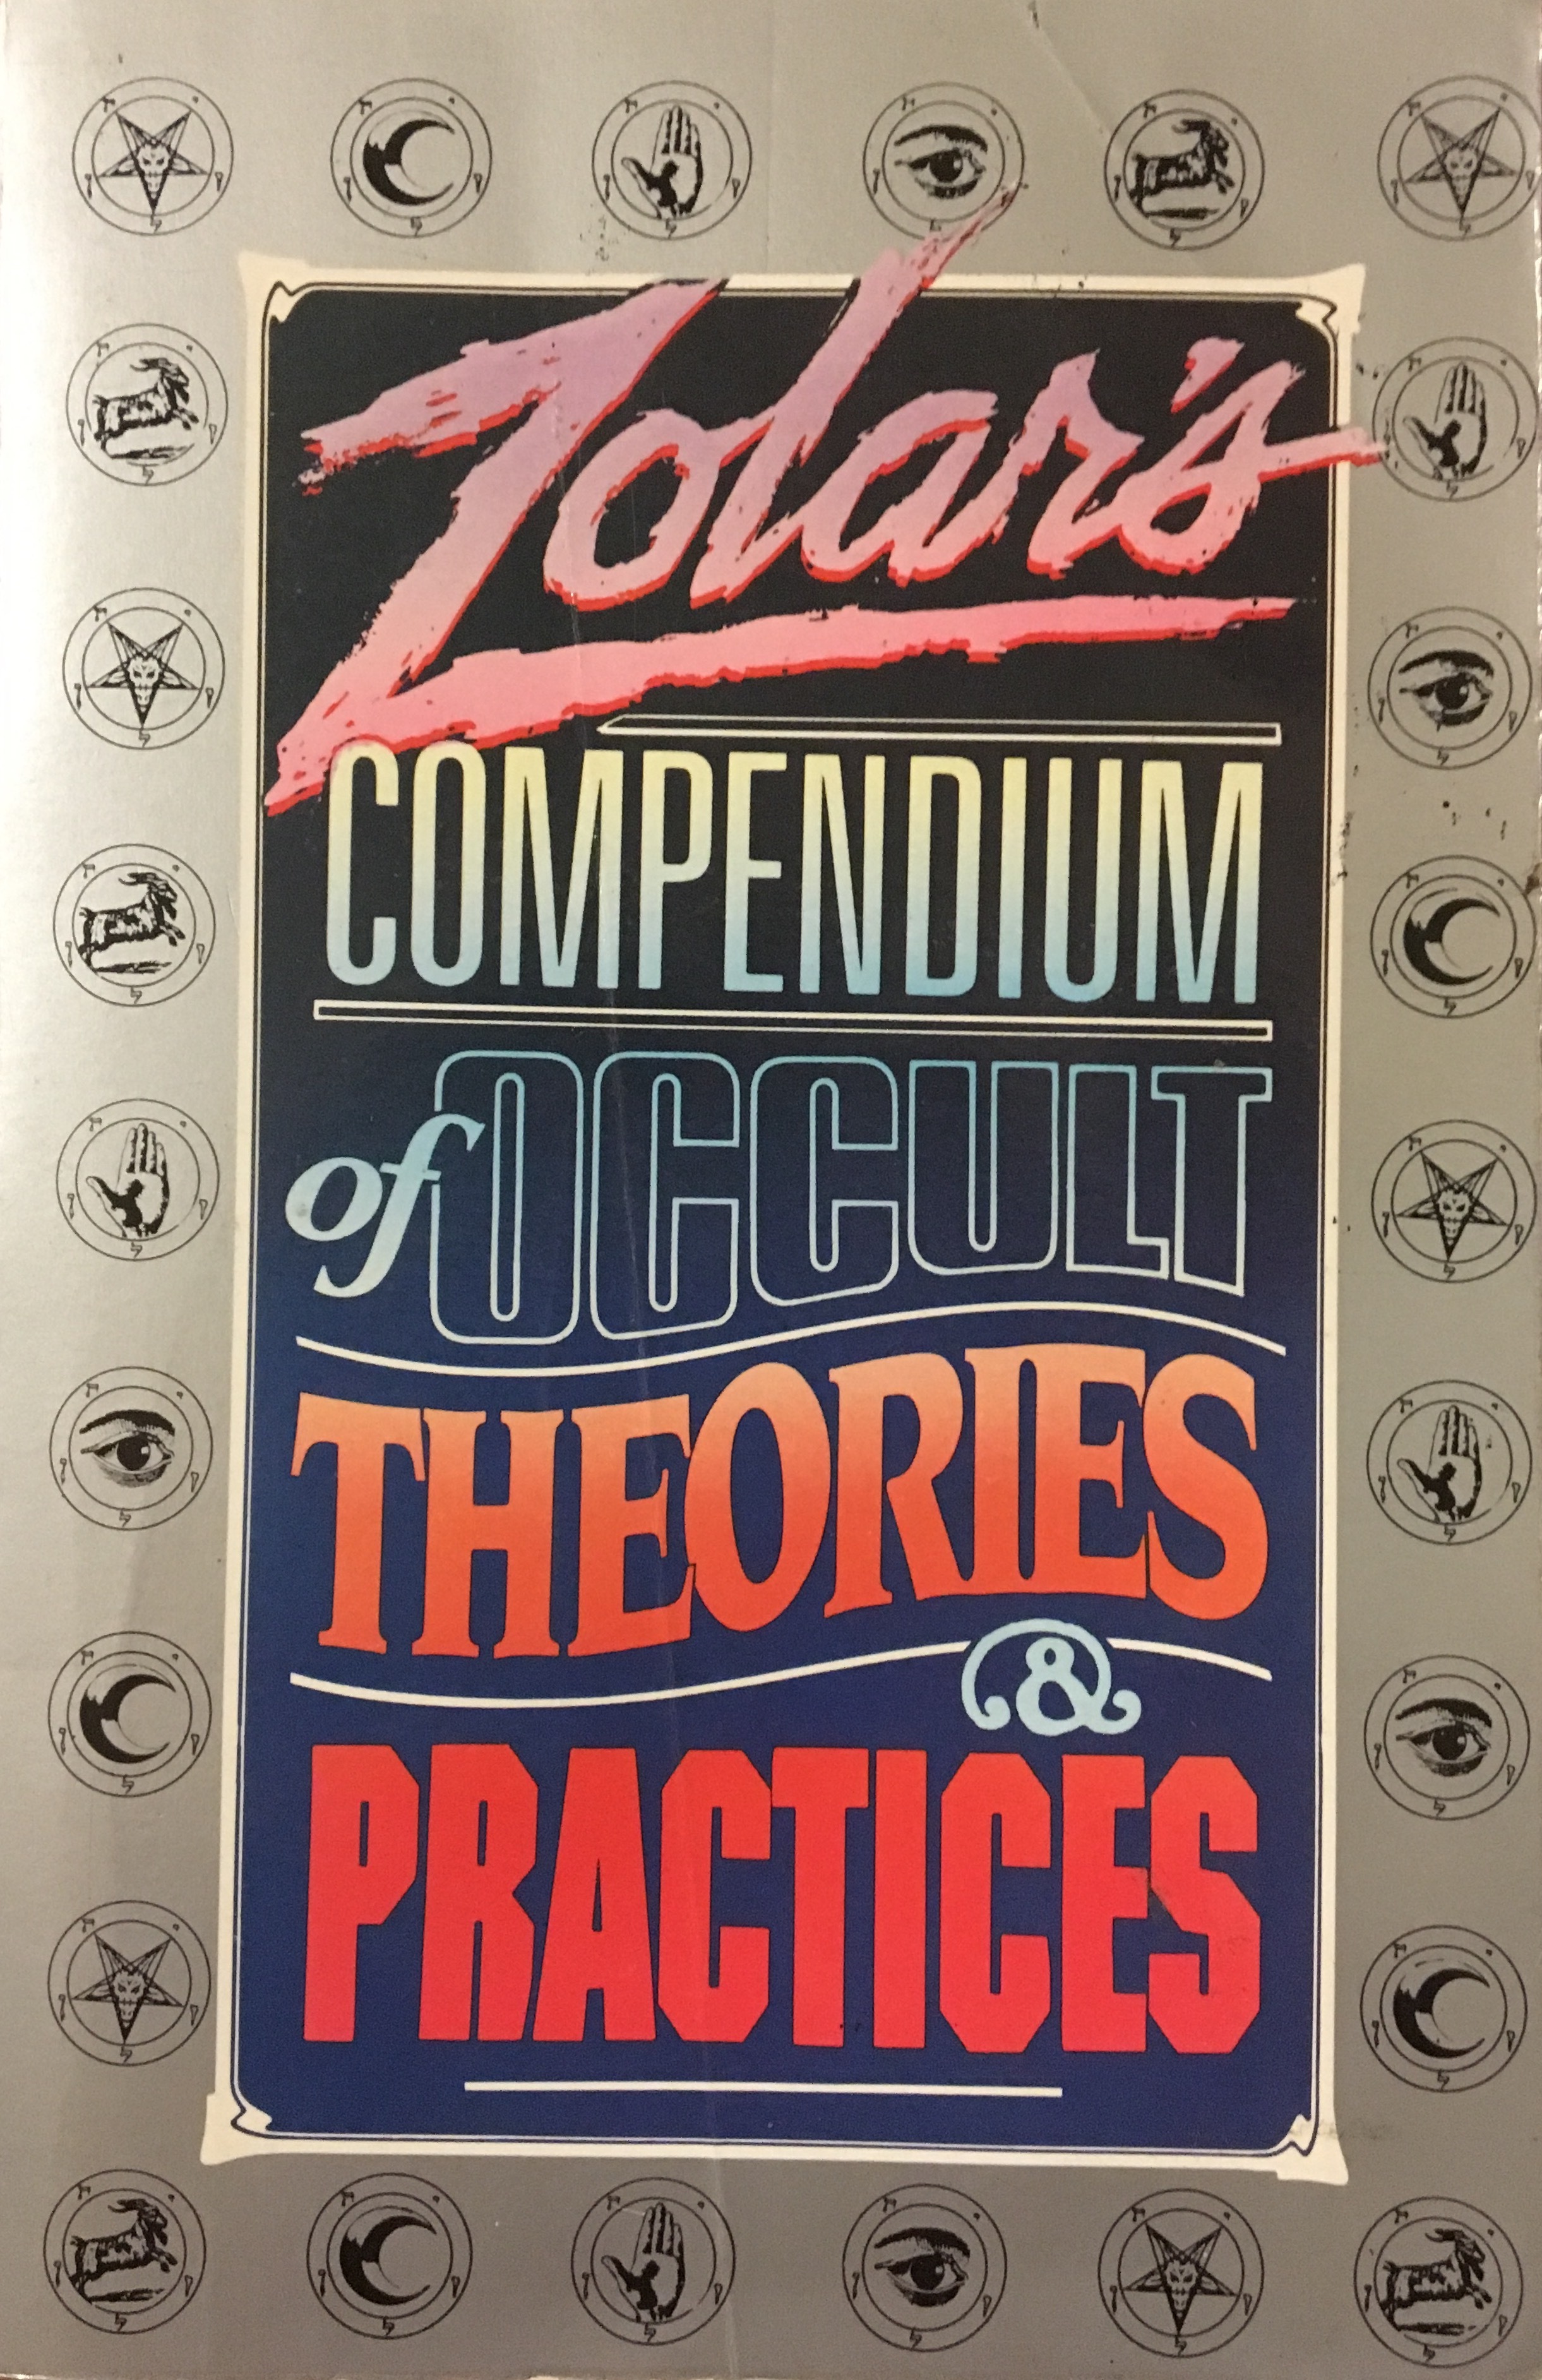 Zolar's
COMPENDIUM
of OCCULT
THEORIES
&
PRACTICES